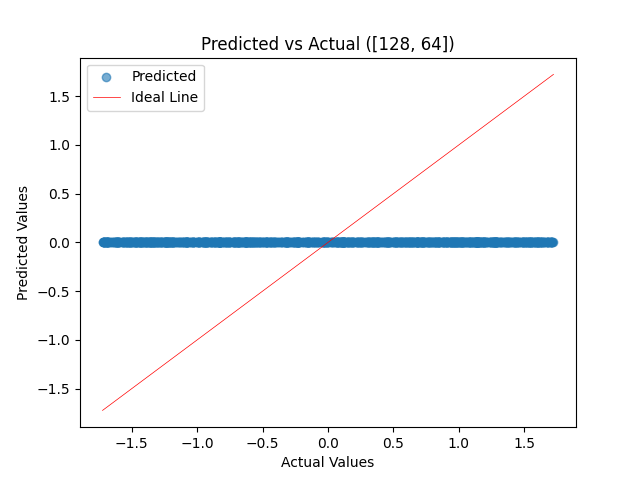 Predicted vs Actual ([128, 64])
Predicted
Ideal Line
Predicted Values
1.5
1.0
0.5
0.0
−0.5
−1.0
−1.5
−1.5 −1.0 −0.5 0.0 0.5 1.0 1.5
Actual Values